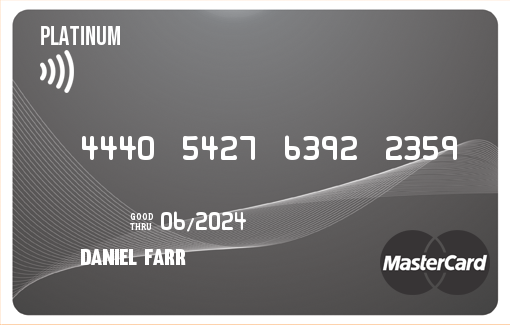 PLATINUM
4440 5427 6392 2359
GOOD THRU 06/2024
DANIEL FARR
MasterCard